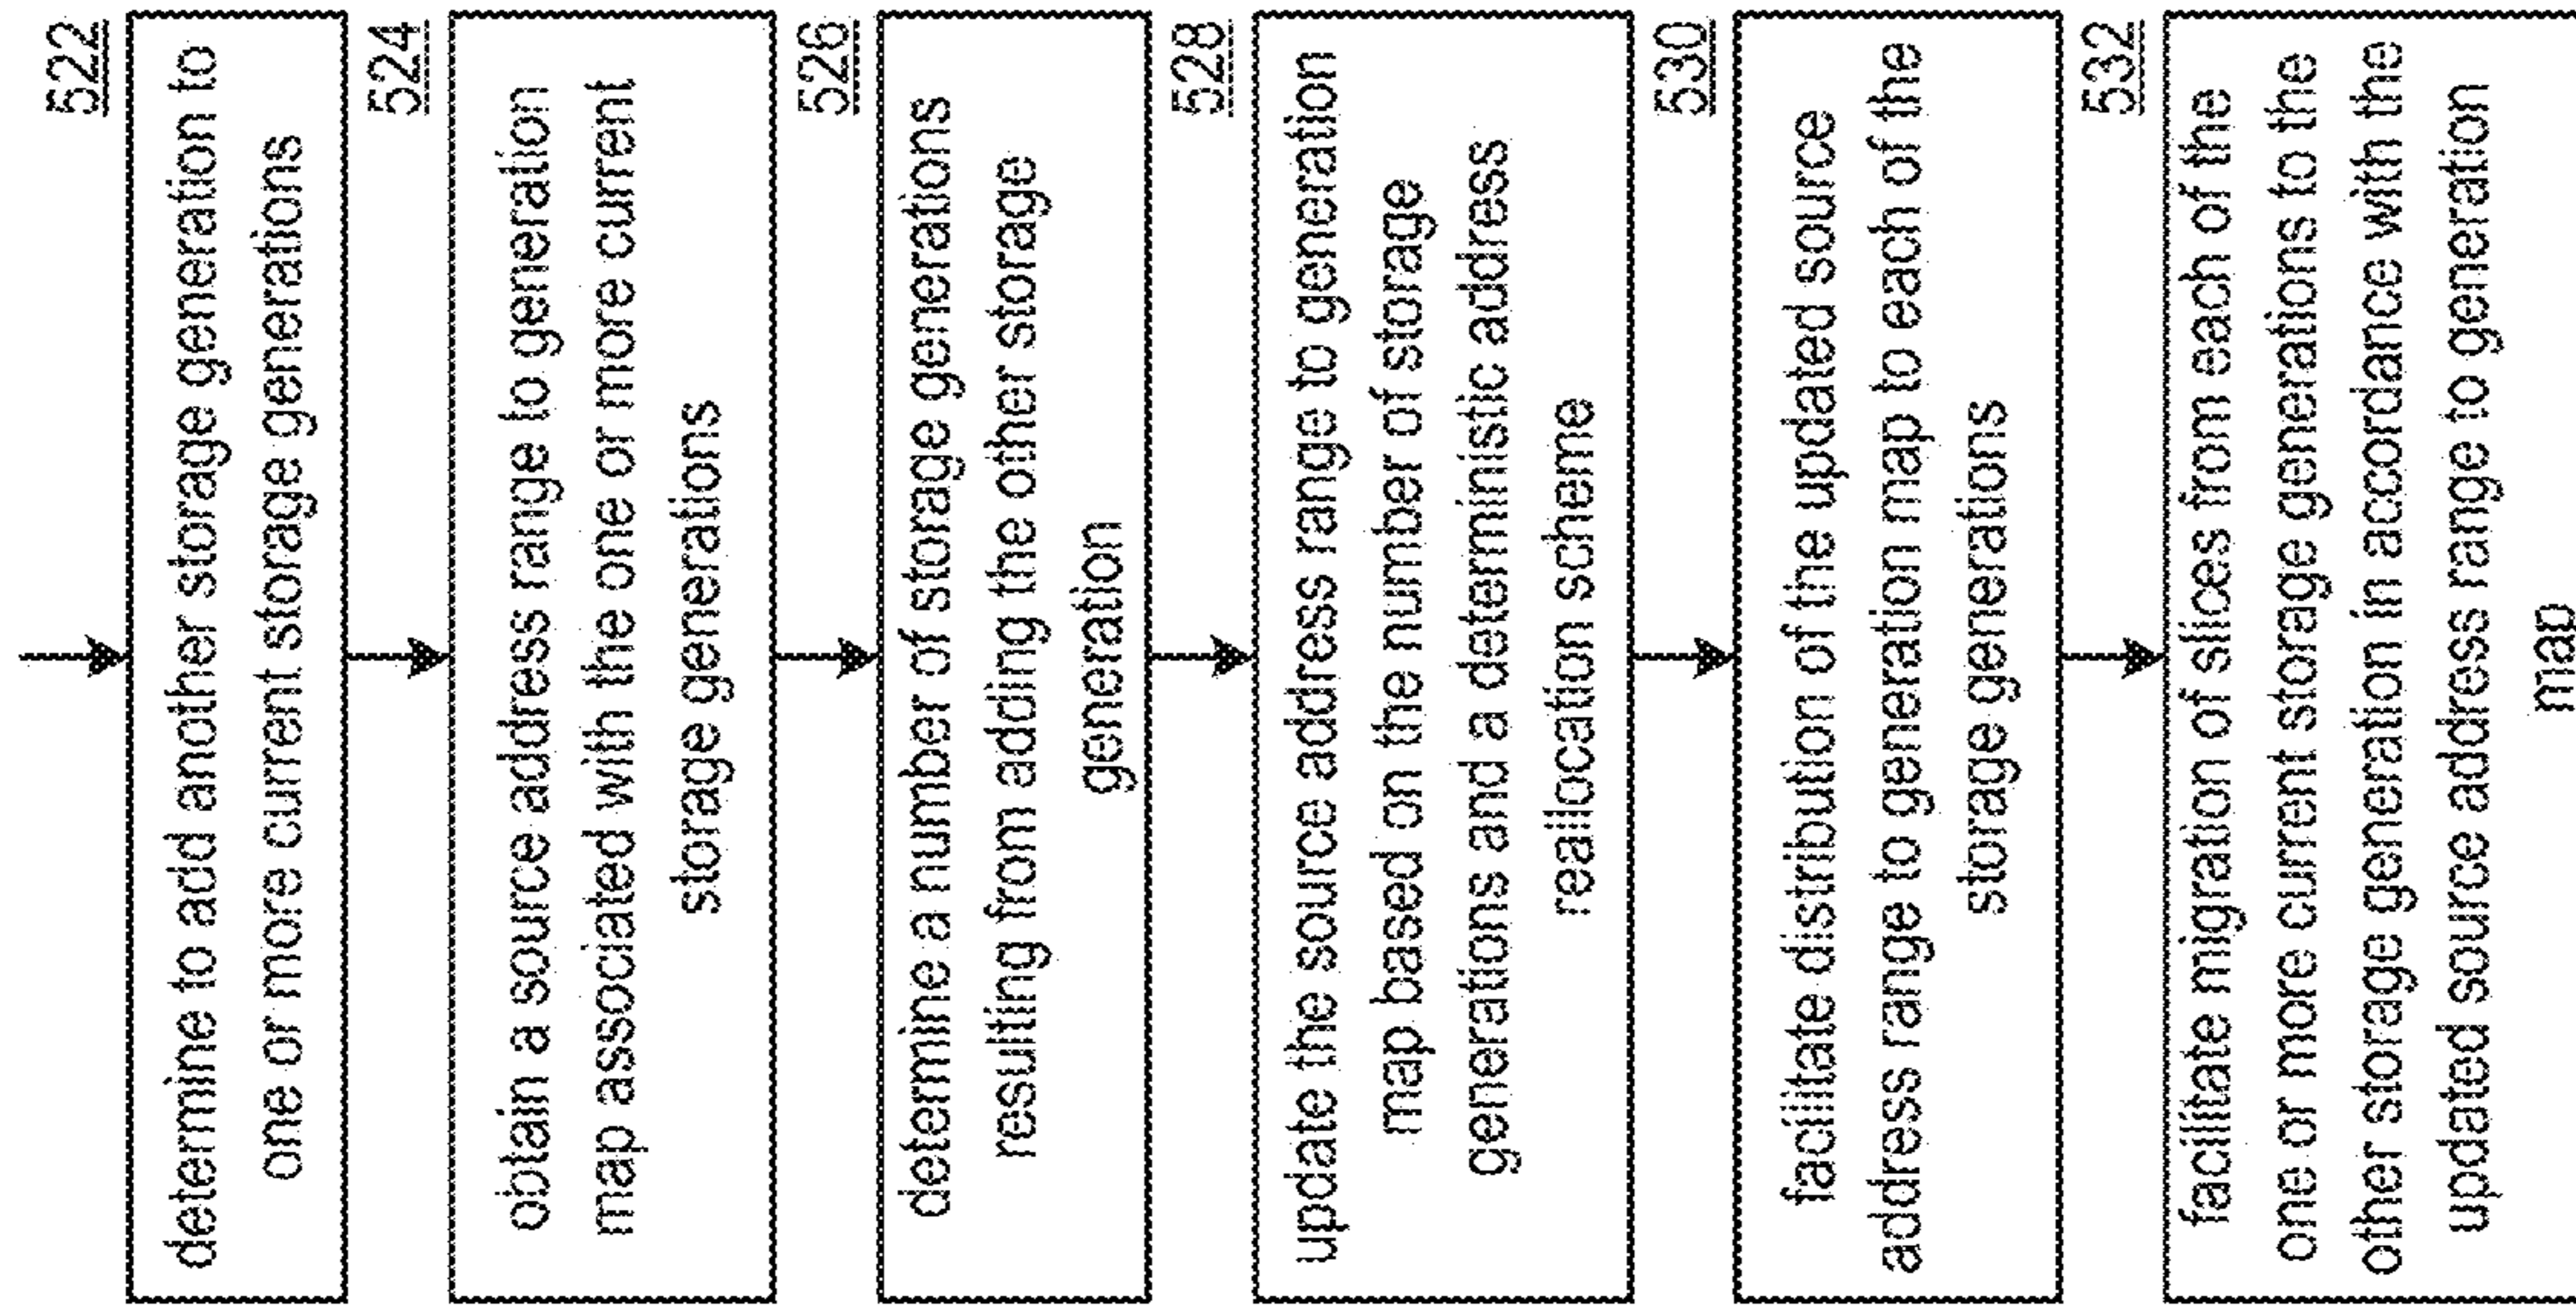 522
determine to add another storage generation to
one or more current storage generations
524
obtain a source address range to generation
map associated with the one or more current
storage generations
526
determine a number of storage generations
resulting from adding the other storage
generation
528
update the source address range to generation
map based on the number of storage
generations and a deterministic address
reallocation scheme
530
facilitate distribution of the updated source
address range to generation map to each of the
storage generations
532
facilitate migration of slices from each of the
one or more current storage generations to the
other storage generation in accordance with the
updated source address range to generation
map